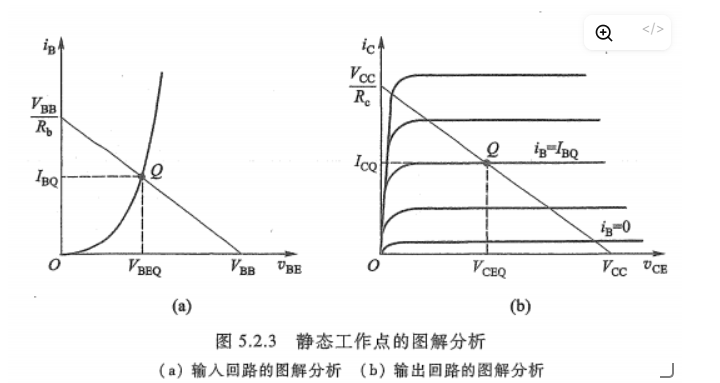 i_B
V_BB
R_b
I_BQ
Q
O
V_BEQ
V_BB
v_BE
(a)
i_C
V_CC
R_c
I_CQ
Q
i_B=I_BQ
i_B=0
O
V_CEQ
V_CC
v_CE
(b)
</>
图 5.2.3 静态工作点的图解分析
(a) 输入回路的图解分析 (b) 输出回路的图解分析